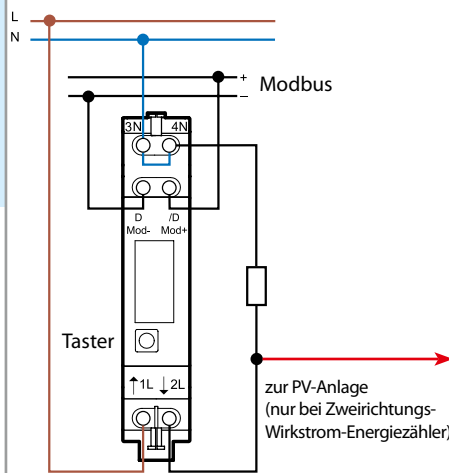 L
N
+
Modbus
–
3N 4N
D /D
Mod- Mod+
Taster
↑1L ↓2L
zur PV-Anlage
(nur bei Zweirichtungs-
Wirkstrom-Energiezähler)